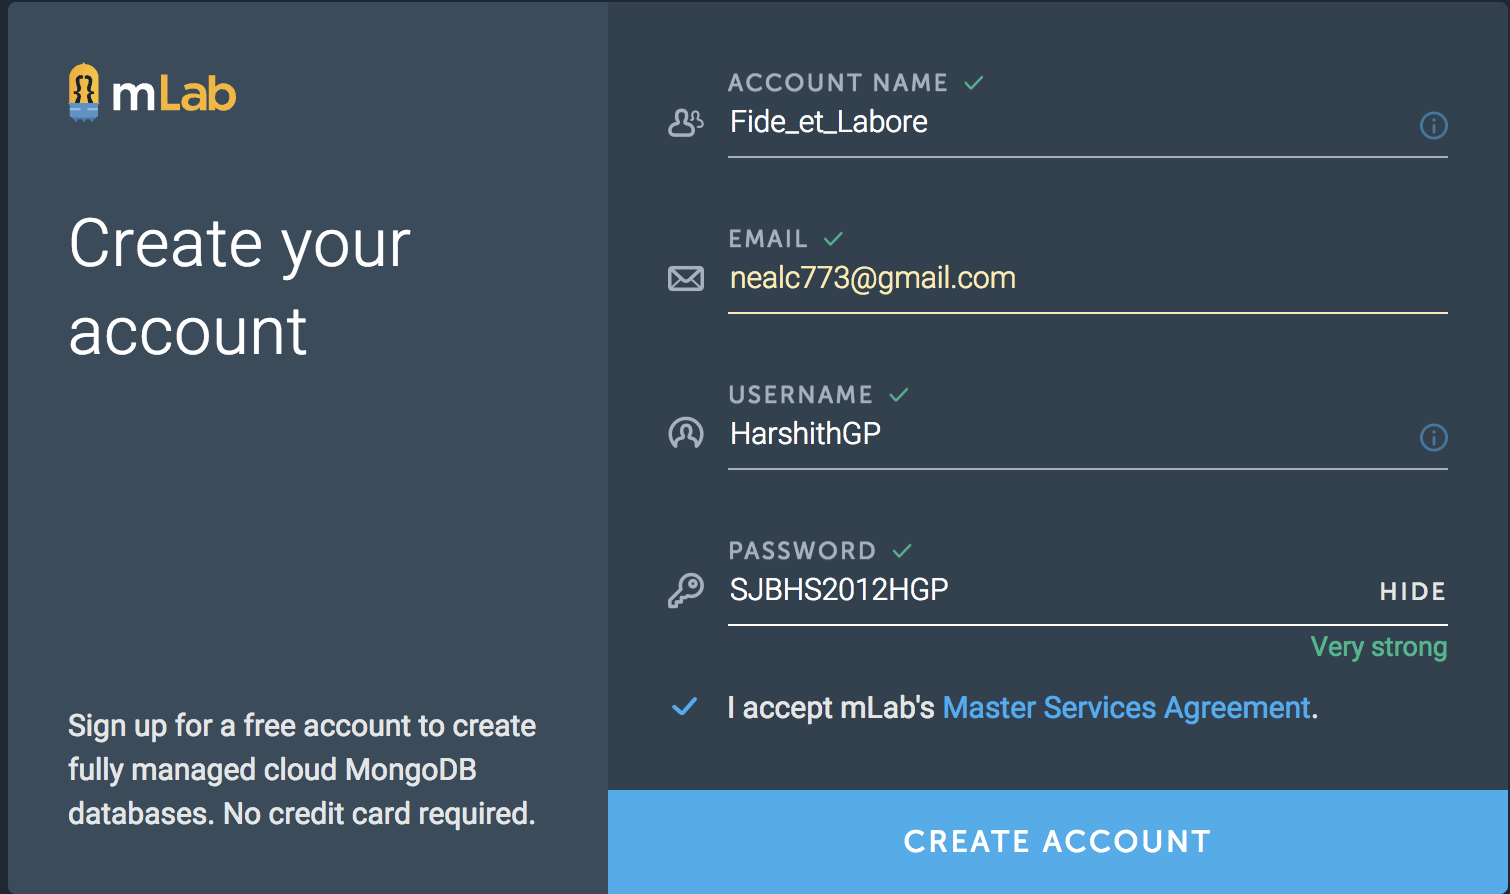 mLab
Create your
account
Sign up for a free account to create
fully managed cloud MongoDB
databases. No credit card required.
ACCOUNT NAME
Fide_et_Labore
EMAIL
nealc773@gmail.com
USERNAME
HarshithGP
PASSWORD
SJBHS2012HGP
HIDE
Very strong
I accept mLab's Master Services Agreement.
CREATE ACCOUNT